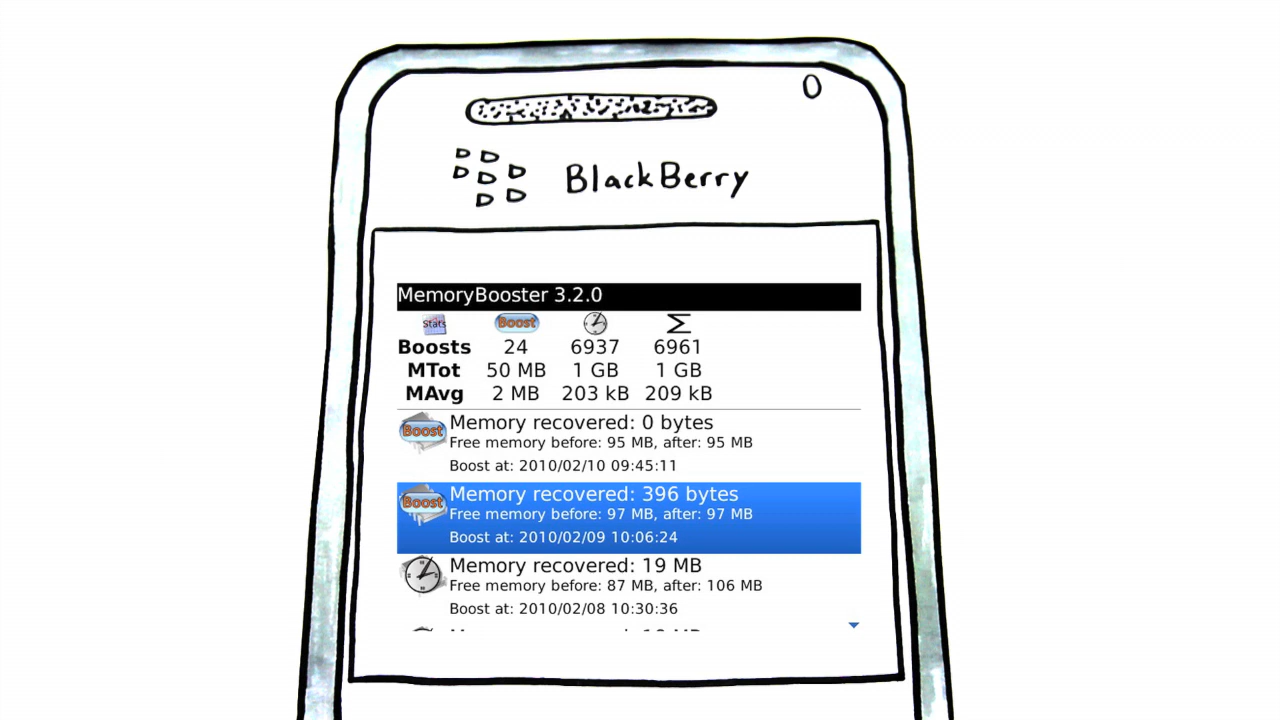 BlackBerry
MemoryBooster 3.2.0
Stats Boost Σ
Boosts 24 6937 6961
MTot 50 MB 1 GB 1 GB
MAvg 2 MB 203 kB 209 kB
Boost Memory recovered: 0 bytes
Free memory before: 95 MB, after: 95 MB
Boost at: 2010/02/10 09:45:11
Boost Memory recovered: 396 bytes
Free memory before: 97 MB, after: 97 MB
Boost at: 2010/02/09 10:06:24
Memory recovered: 19 MB
Free memory before: 87 MB, after: 106 MB
Boost at: 2010/02/08 10:30:36